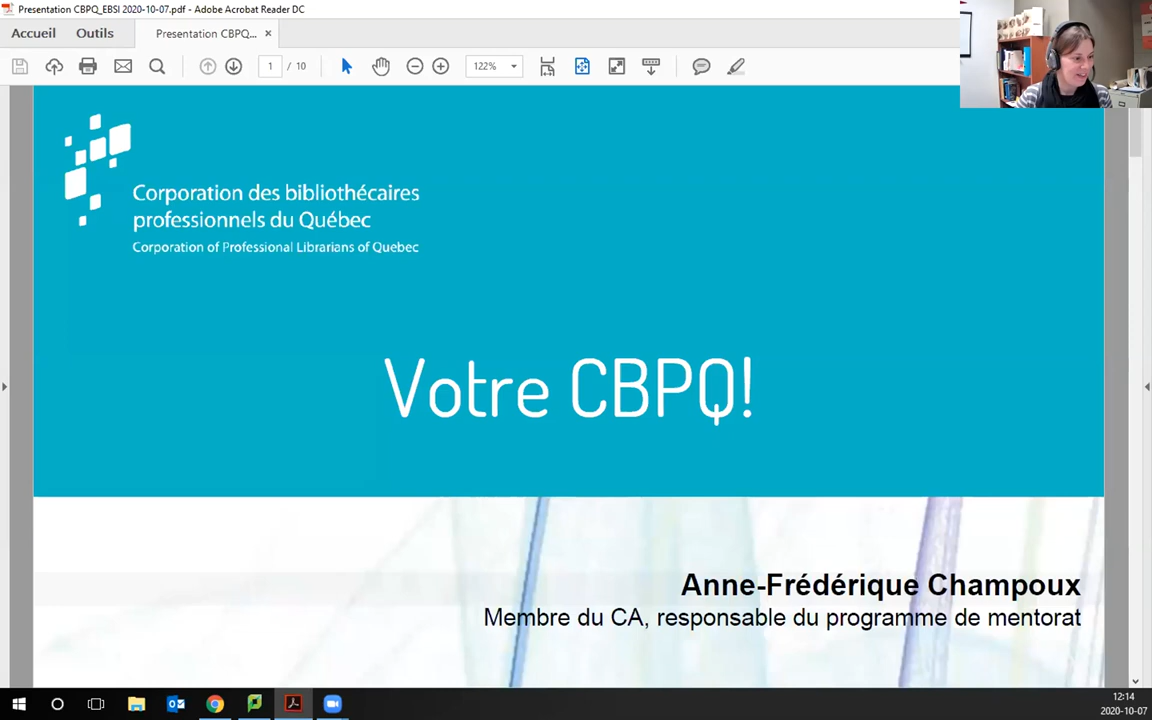 Presentation CBPQ_EBSI 2020-10-07.pdf - Adobe Acrobat Reader DC
Accueil Outils Presentation CBPQ... ×
1 / 10 122%
Corporation des bibliothécaires
professionnels du Québec
Corporation of Professional Librarians of Quebec
Votre CBPQ!
Anne-Frédérique Champoux
Membre du CA, responsable du programme de mentorat
12:14
2020-10-07